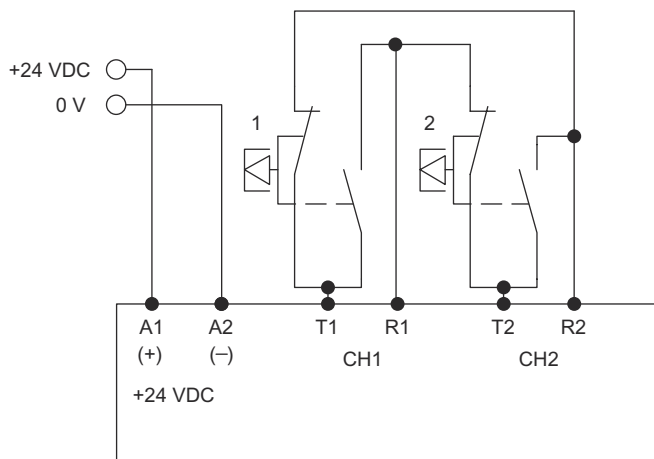 +24 VDC
0 V
1
2
A1
A2
T1
R1
T2
R2
(+)
(−)
CH1
CH2
+24 VDC